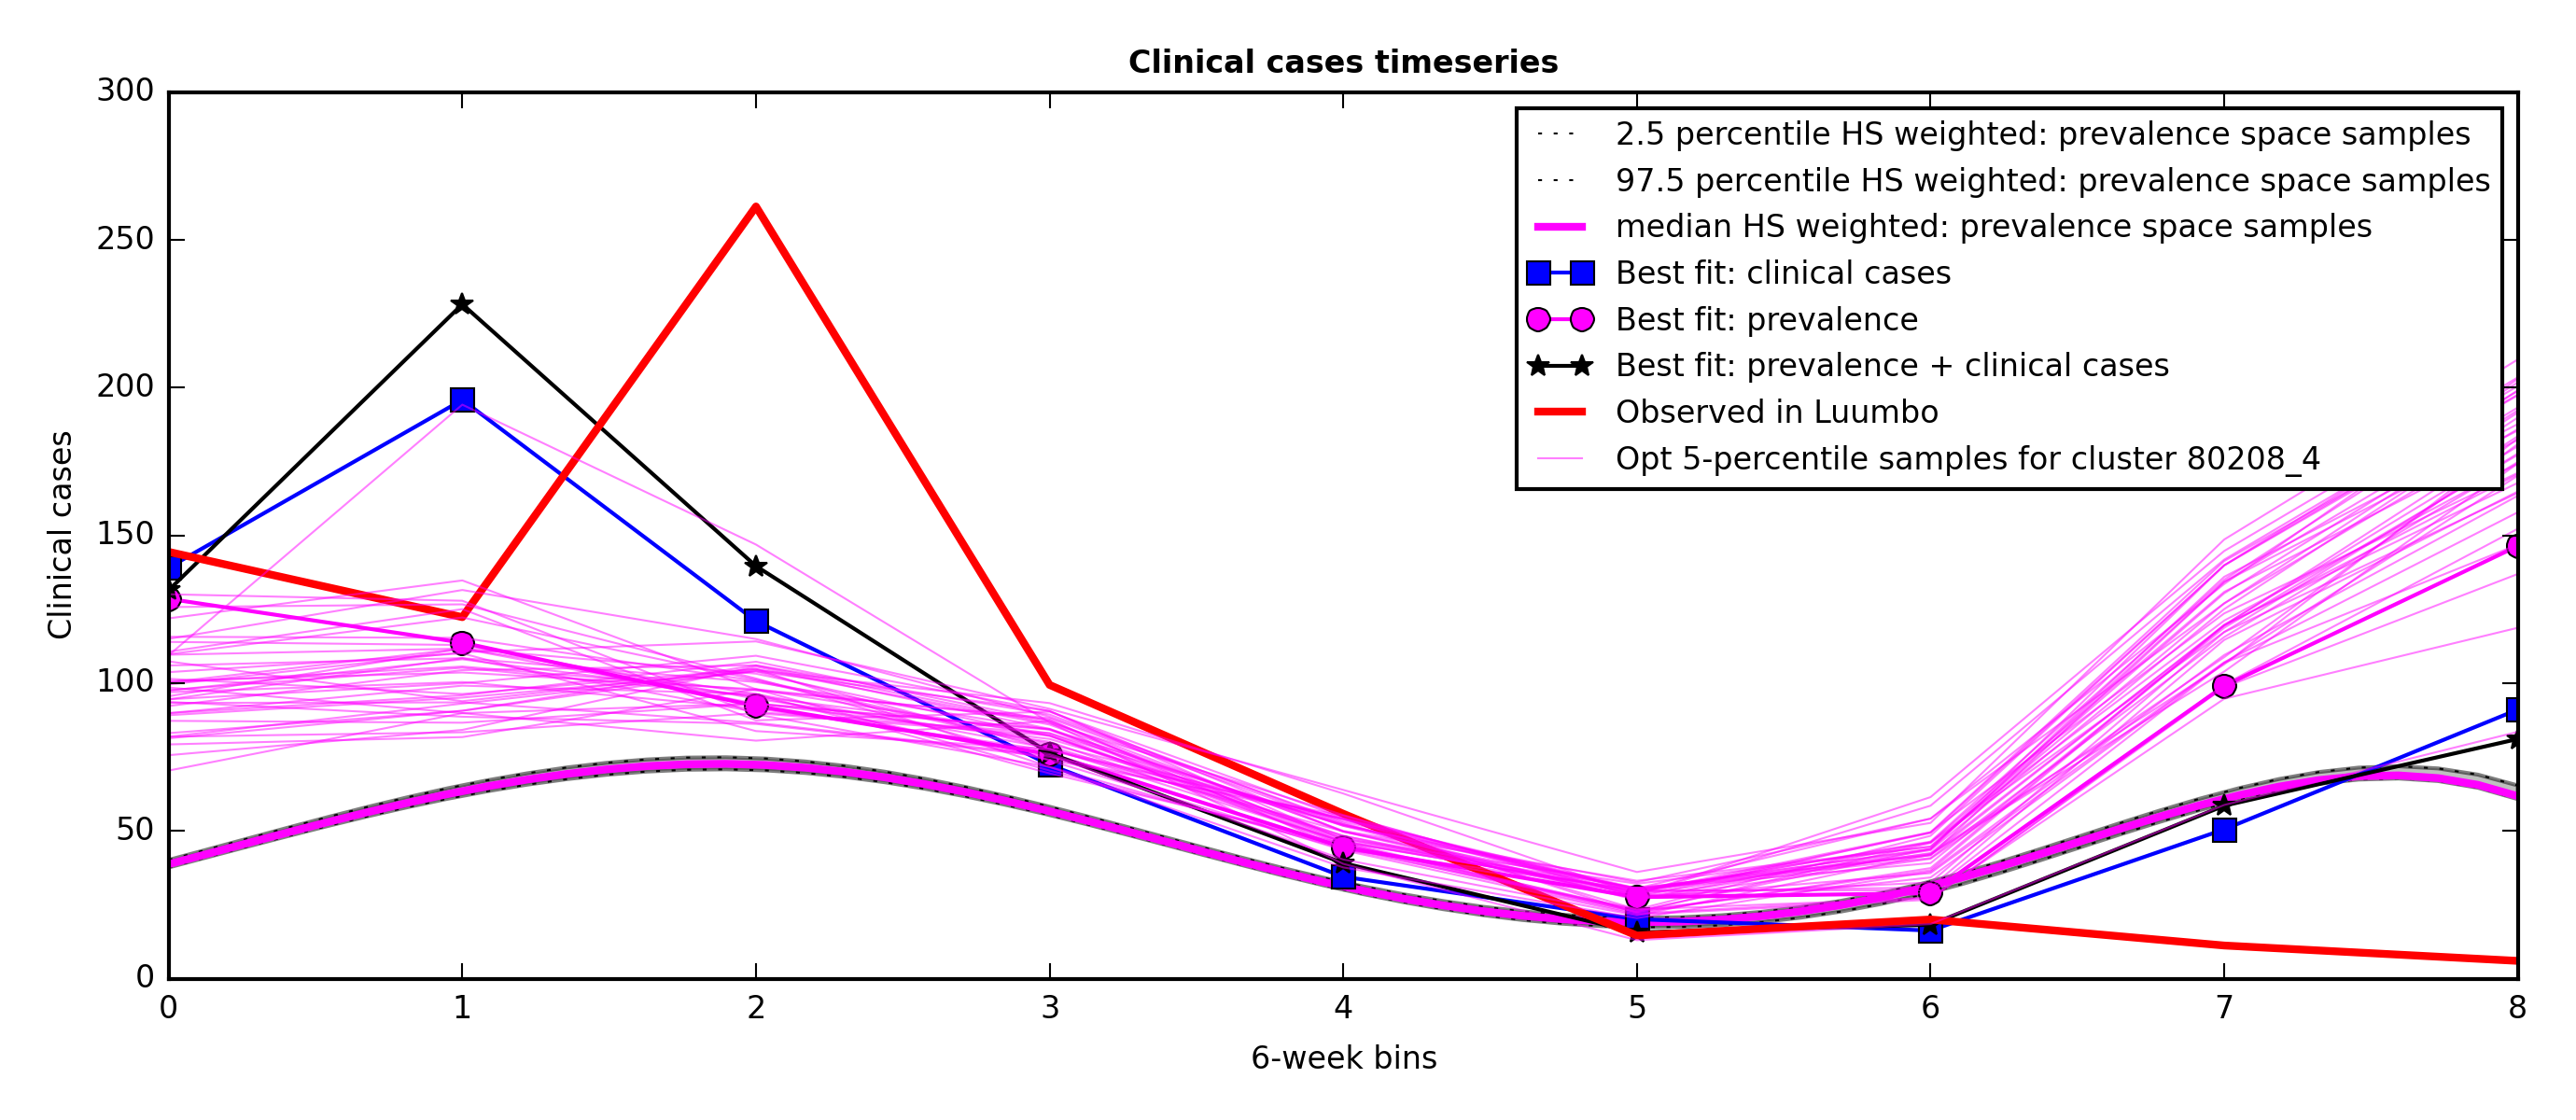 Clinical cases timeseries
300
250
200
150
100
50
0
Clinical cases
2.5 percentile HS weighted: prevalence space samples
97.5 percentile HS weighted: prevalence space samples
median HS weighted: prevalence space samples
Best fit: clinical cases
Best fit: prevalence
Best fit: prevalence + clinical cases
Observed in Luumbo
Opt 5-percentile samples for cluster 80208_4
0 1 2 3 4 5 6 7 8
6-week bins